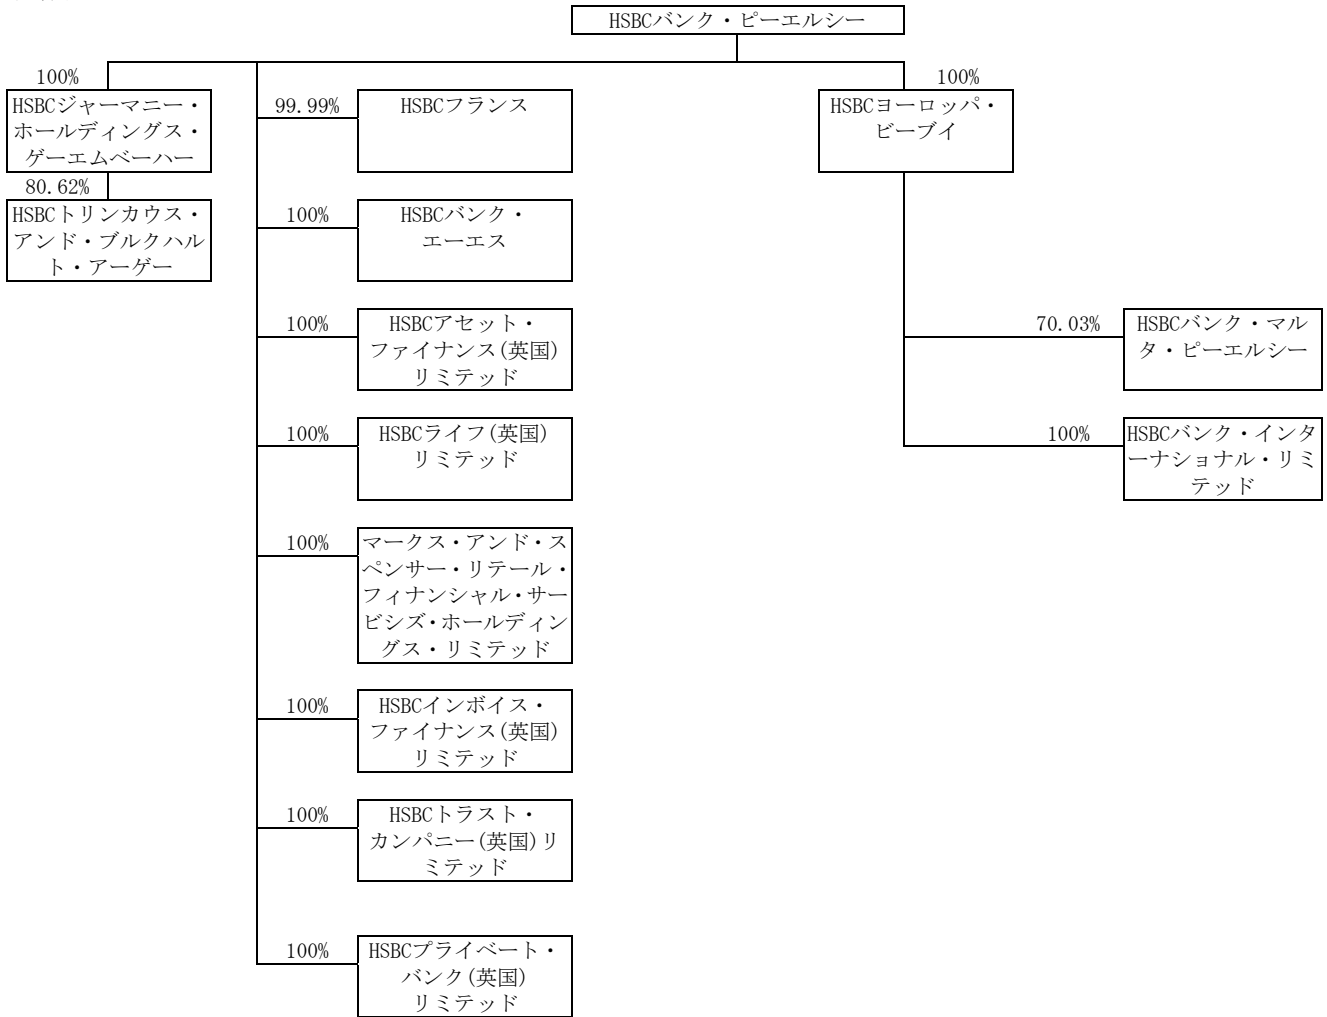 HSBCバンク・ピーエルシー
100%
HSBCジャーマニー・
ホールディングス・
ゲーエムベーハー
80.62%
HSBCトリンカウス・
アンド・ブルクハル
ト・アーゲー
99.99%
HSBCフランス
100%
HSBCバンク・
エーエス
100%
HSBCアセット・
ファイナンス(英国)
リミテッド
100%
HSBCライフ(英国)
リミテッド
100%
マークス・アンド・ス
ペンサー・リテール・
フィナンシャル・サー
ビシズ・ホールディン
グス・リミテッド
100%
HSBCインボイス・
ファイナンス(英国)
リミテッド
100%
HSBCトラスト・
カンパニー(英国)リ
ミテッド
100%
HSBCプライベート・
バンク(英国)
リミテッド
100%
HSBCヨーロッパ・
ビーブイ
70.03%
HSBCバンク・マル
タ・ピーエルシー
100%
HSBCバンク・インタ
ーナショナル・リミ
テッド